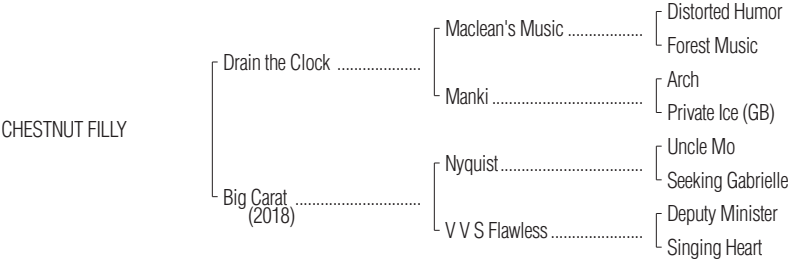 Distorted Humor
Maclean's Music ..................
Forest Music
Drain the Clock ....................
Arch
Manki ....................................
Private Ice (GB)
CHESTNUT FILLY
Uncle Mo
Nyquist..................................
Seeking Gabrielle
Big Carat ..............................
(2018)
Deputy Minister
V V S Flawless ......................
Singing Heart